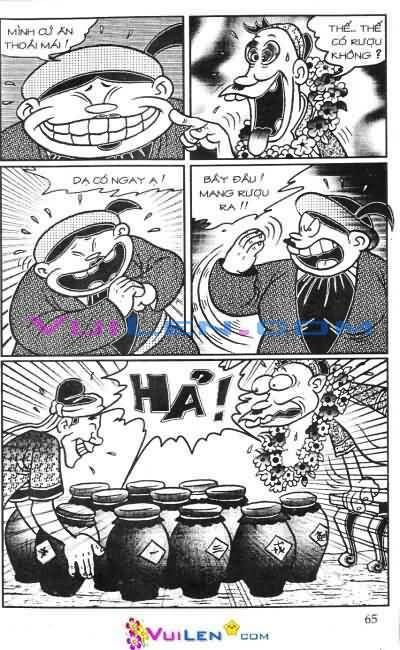 MÌNH CỨ ĂN
THOẢI MÁI !
THẾ... THẾ
CÓ RƯỢU
KHÔNG ?
DẠ CÓ NGAY Ạ !
BÂY ĐÂU !
MANG RƯỢU
RA !!
VUILEN.COM
HẢ !
65
VUILEN.COM